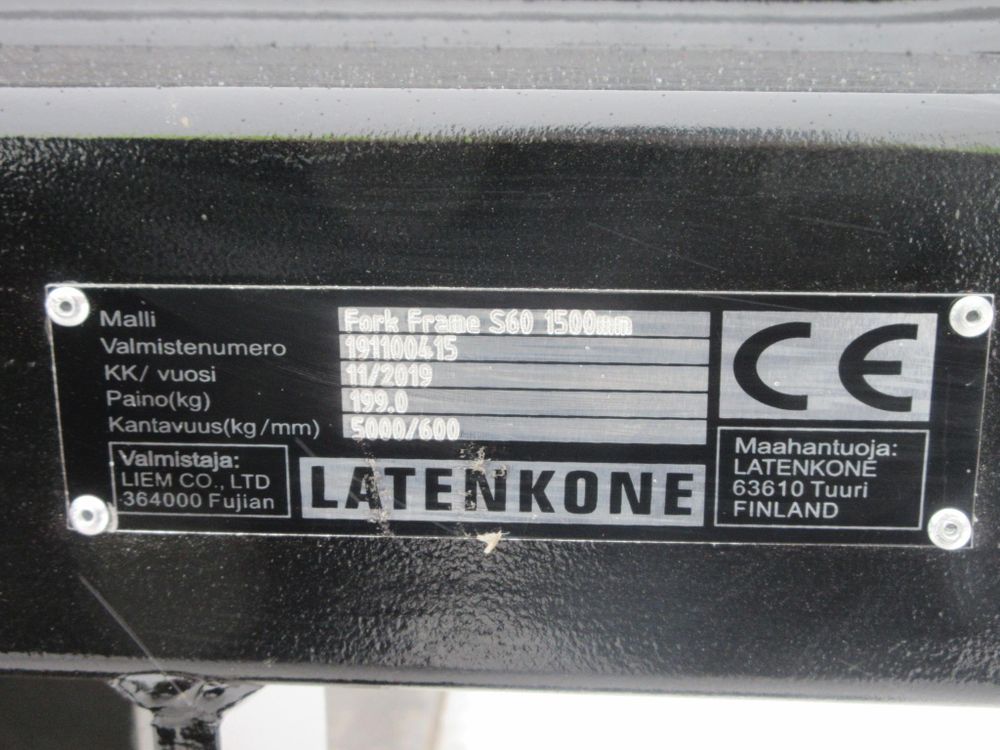 Malli Fork Frame S60 1500mm
Valmistenumero 191100415
KK/ vuosi 11/2019
Paino(kg) 199.0
Kantavuus(kg/mm) 5000/600
CE
Valmistaja:
LIEM CO., LTD
364000 Fujian
LATENKONE
Maahantuoja:
LATENKONE
63610 Tuuri
FINLAND